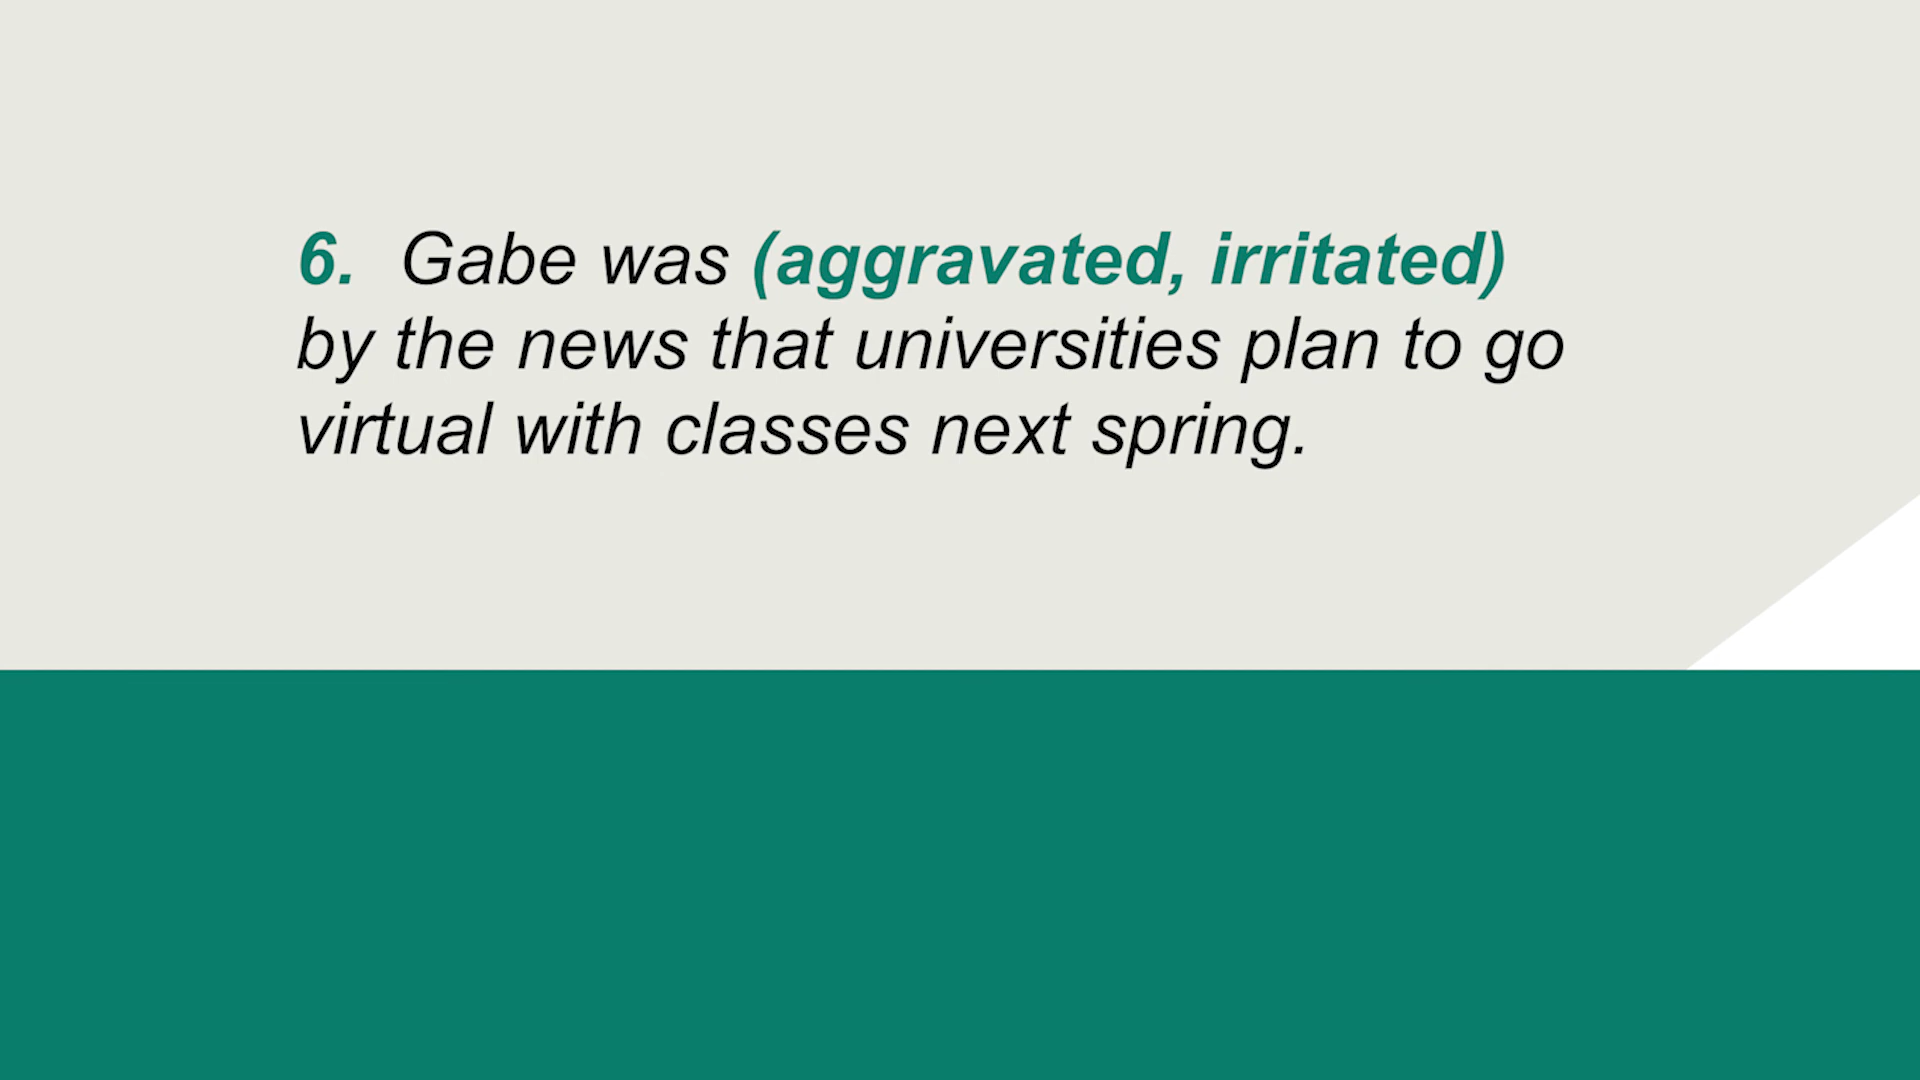 6. Gabe was (aggravated, irritated)
by the news that universities plan to go
virtual with classes next spring.